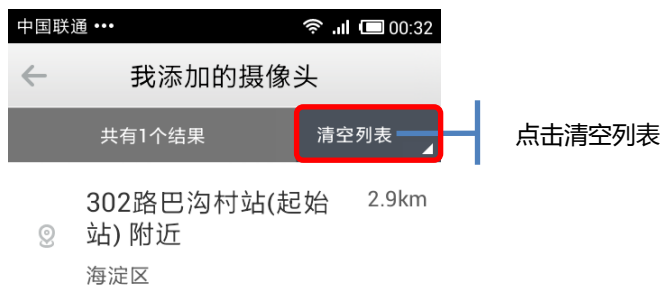 中国联通 ••• 00:32
我添加的摄像头
共有1个结果 清空列表 点击清空列表
302路巴沟村站(起始 2.9km
站) 附近
海淀区